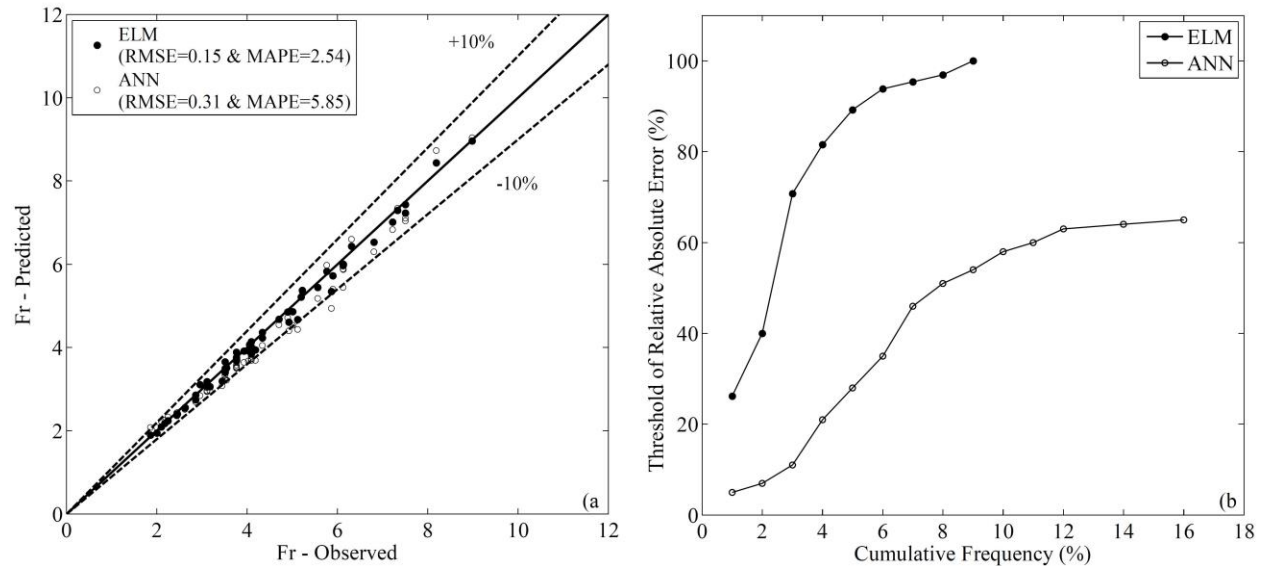 ELM
(RMSE=0.15 & MAPE=2.54)
ANN
(RMSE=0.31 & MAPE=5.85)
+10%
-10%
12
10
8
6
4
2
0
0 2 4 6 8 10 12
Fr - Predicted
Fr - Observed
(a
ELM
ANN
100
80
60
40
20
0
0 2 4 6 8 10 12 14 16 18
Threshold of Relative Absolute Error (%)
Cumulative Frequency (%)
(b)